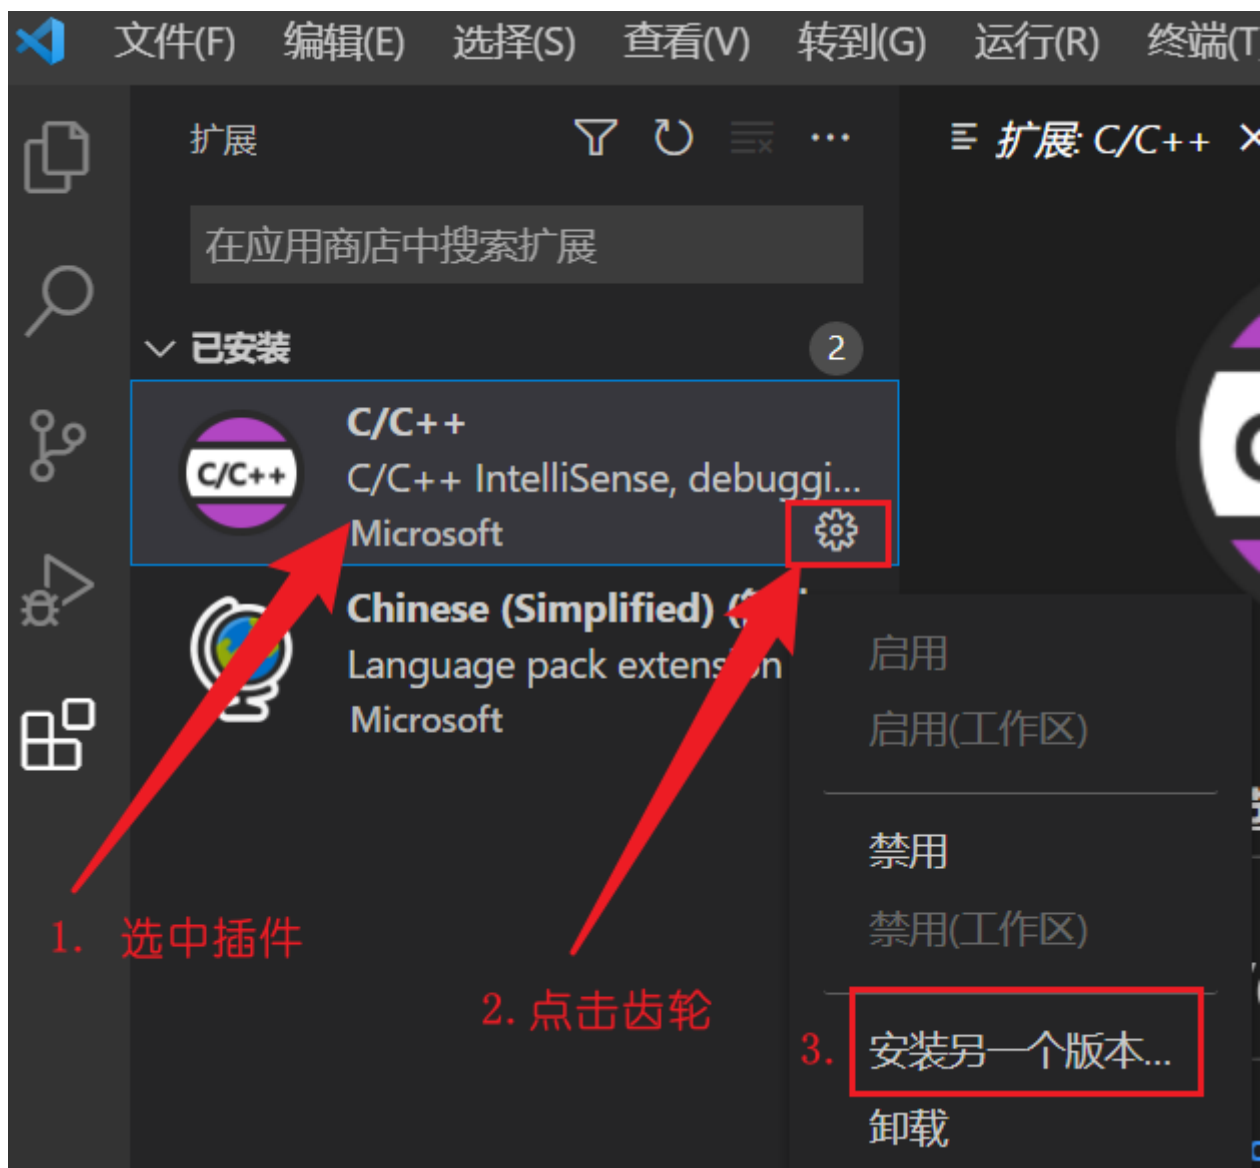 文件(F) 编辑(E) 选择(S) 查看(V) 转到(G) 运行(R) 终端(T
扩展 ···
扩展: C/C++
在应用商店中搜索扩展
已安装 2
C/C++
C/C++
C/C++ IntelliSense, debuggi...
Microsoft
Chinese (Simplified)
Language pack extension
Microsoft
1. 选中插件
2. 点击齿轮
启用
启用(工作区)
禁用
禁用(工作区)
3. 安装另一个版本...
卸载